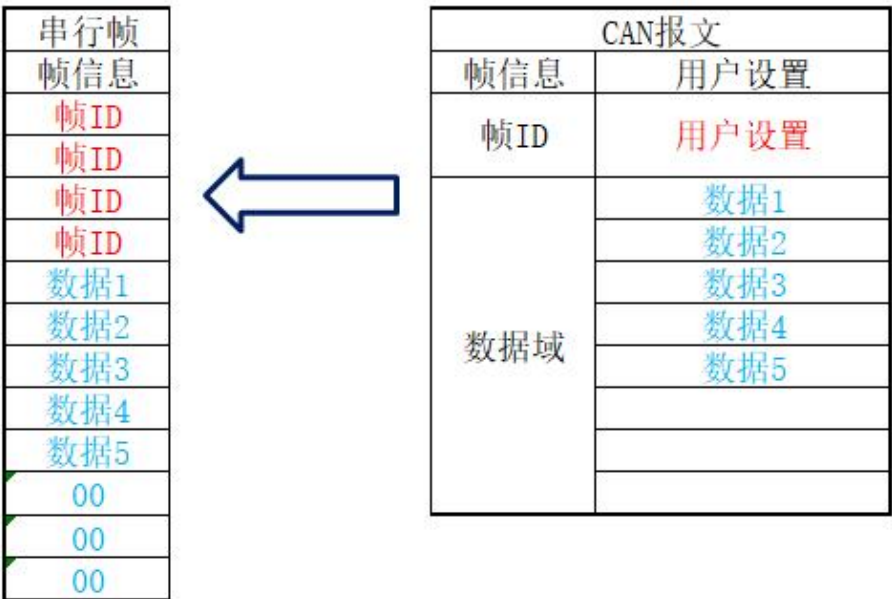 串行帧
帧信息
帧ID
帧ID
帧ID
帧ID
数据1
数据2
数据3
数据4
数据5
00
00
00
CAN报文
帧信息 用户设置
帧ID 用户设置
数据域
数据1
数据2
数据3
数据4
数据5